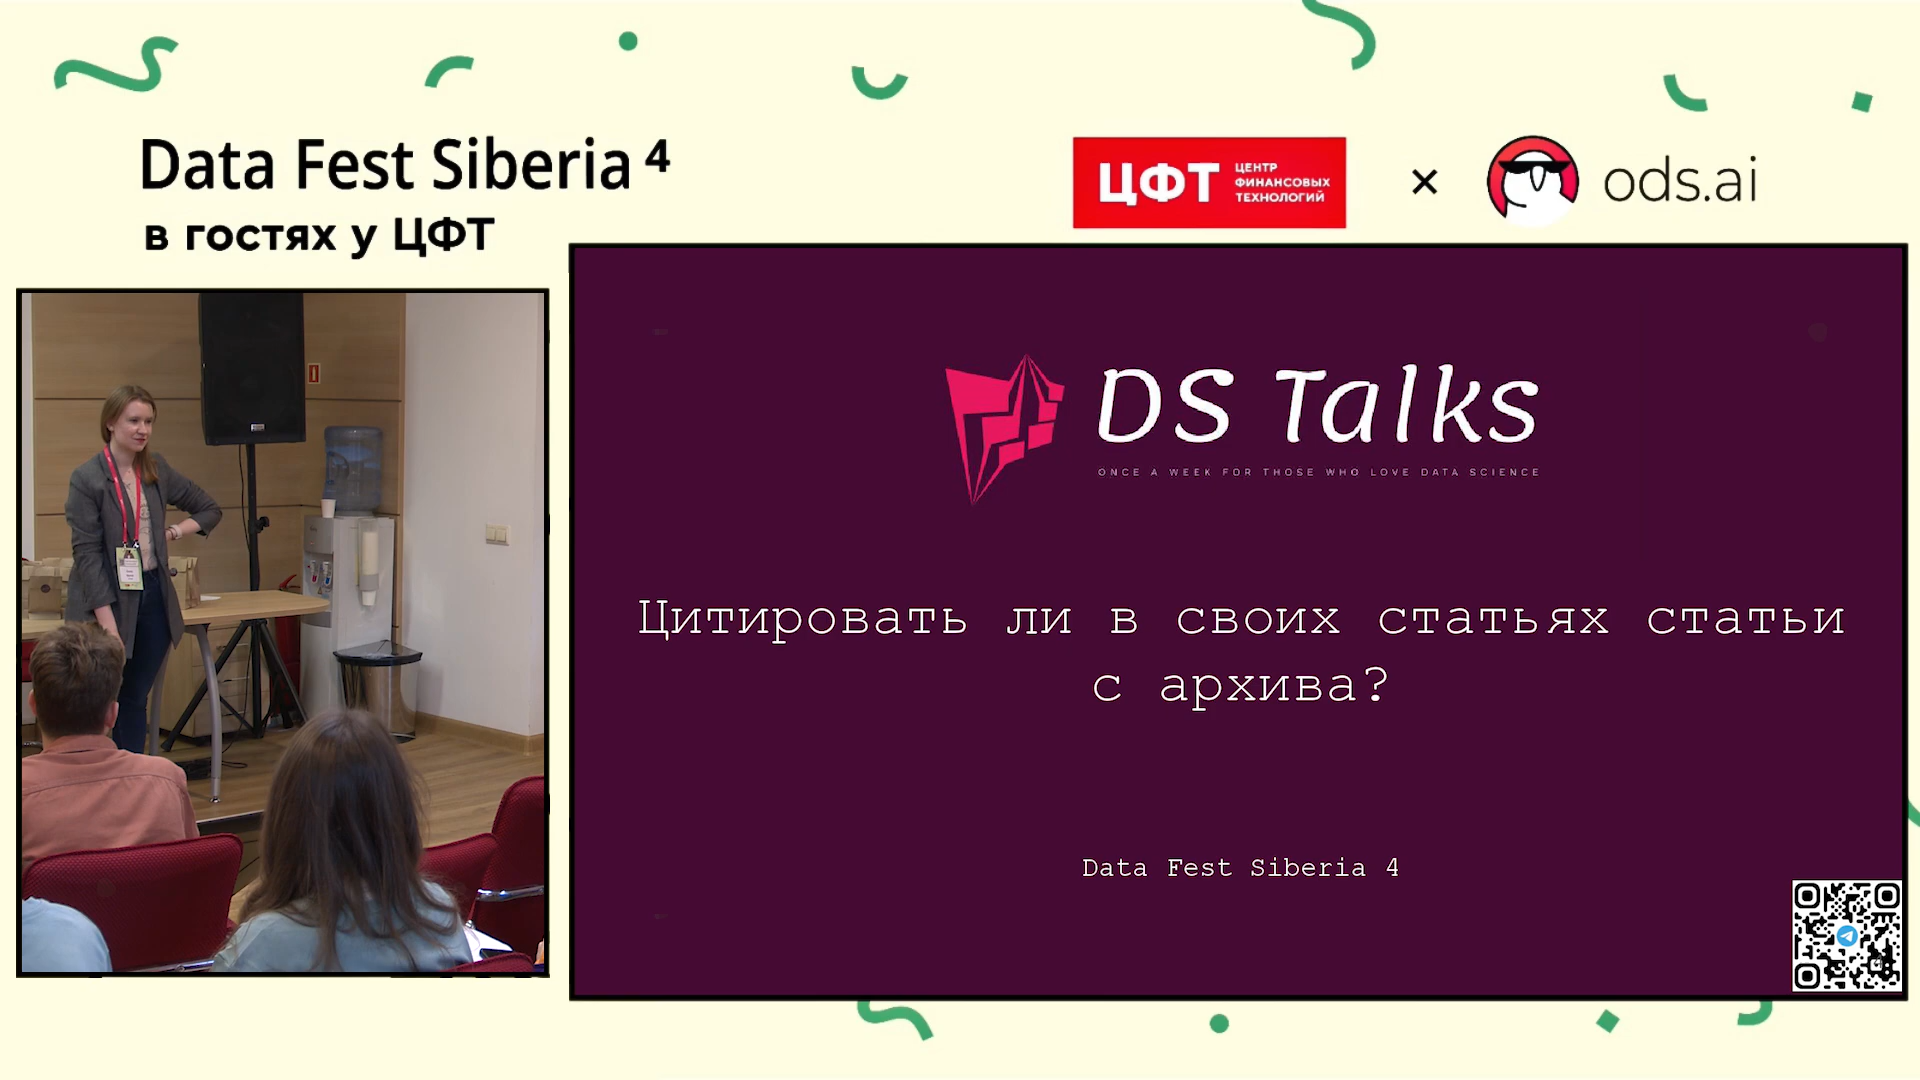 Data Fest Siberia 4
в гостях у ЦФТ
ЦФТ
ЦЕНТР
ФИНАНСОВЫХ
ТЕХНОЛОГИЙ
×
ods.ai
DS Talks
ONCE A WEEK FOR THOSE WHO LOVE DATA SCIENCE
Цитировать ли в своих статьях статьи
с архива?
Data Fest Siberia 4